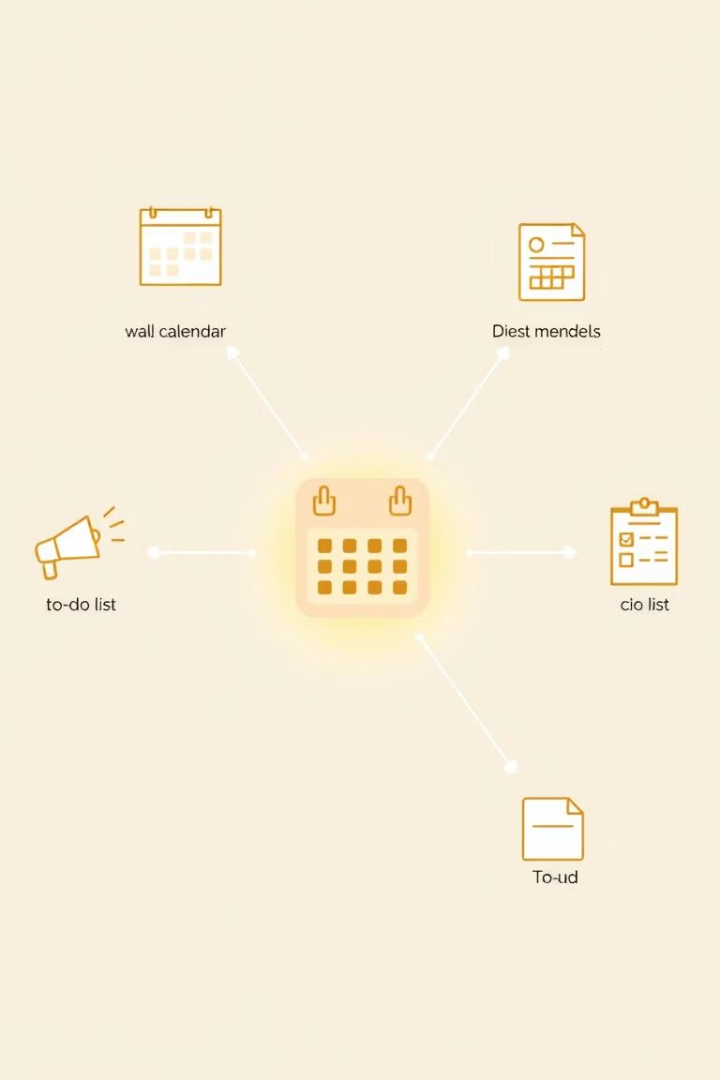 wall calendar
Diest mendels
to-do list
cio list
To-ud